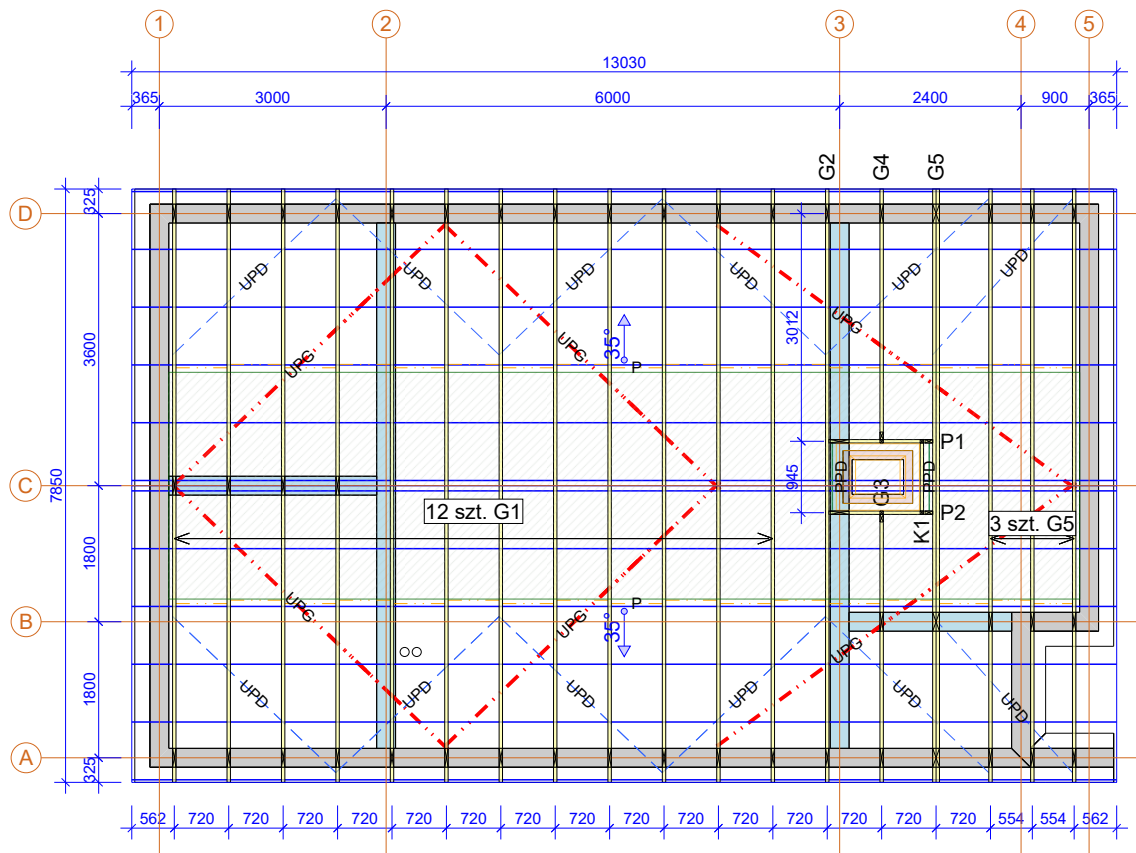 1 2 3 4 5
13030
365 3000 6000 2400 900 365
G2 G4 G5
D
325
UPD UPD UPD UPD UPD UPD
3012
3600
UPG UPG UPG
35°
P
P1
C
7850
945
PPD G3 PPD
12 szt. G1
P2
K1
3 szt. G5
1800
P
UPG UPG UPG
35°
B
1800
UPD UPD UPD UPD UPD UPD
A
325
562 720 720 720 720 720 720 720 720 720 720 720 720 720 720 720 554 554 562